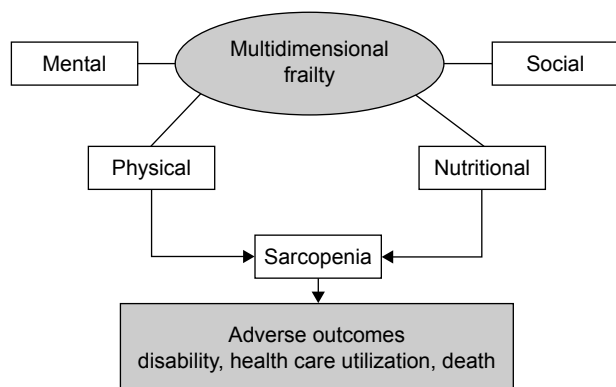 Multidimensional
frailty
Mental
Social
Physical
Nutritional
Sarcopenia
Adverse outcomes
disability, health care utilization, death